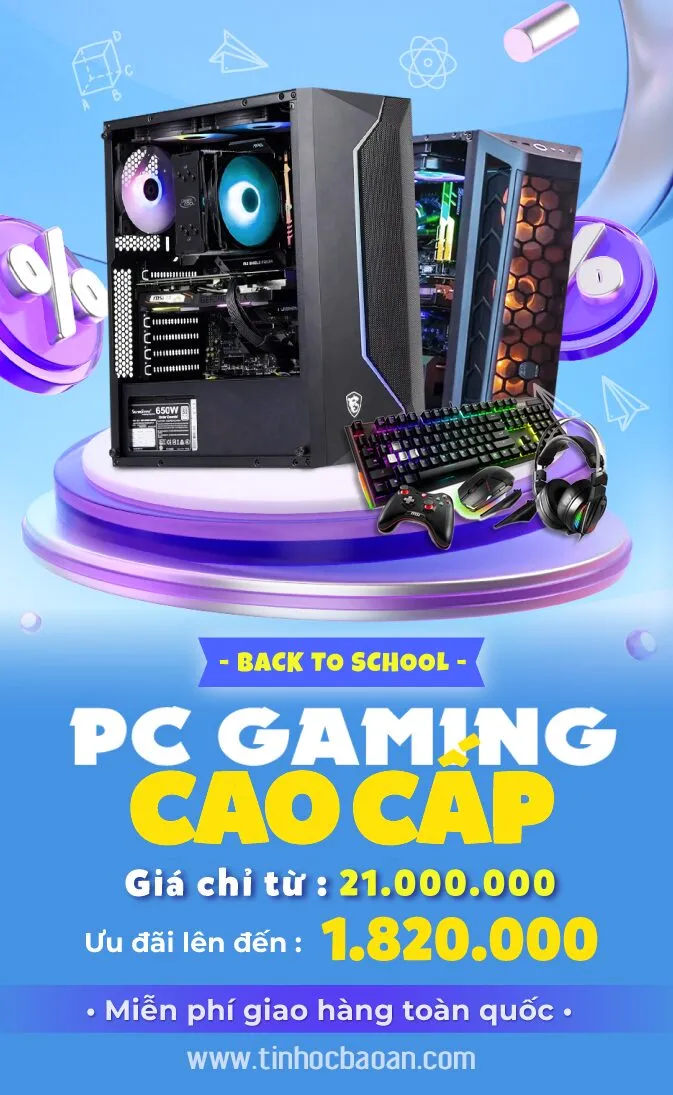 A
B
C
D
%
%
650W
- BACK TO SCHOOL -
PC GAMING
CAO CẤP
Giá chỉ từ : 21.000.000
Ưu đãi lên đến : 1.820.000
• Miễn phí giao hàng toàn quốc •
www.tinhocbaoan.com